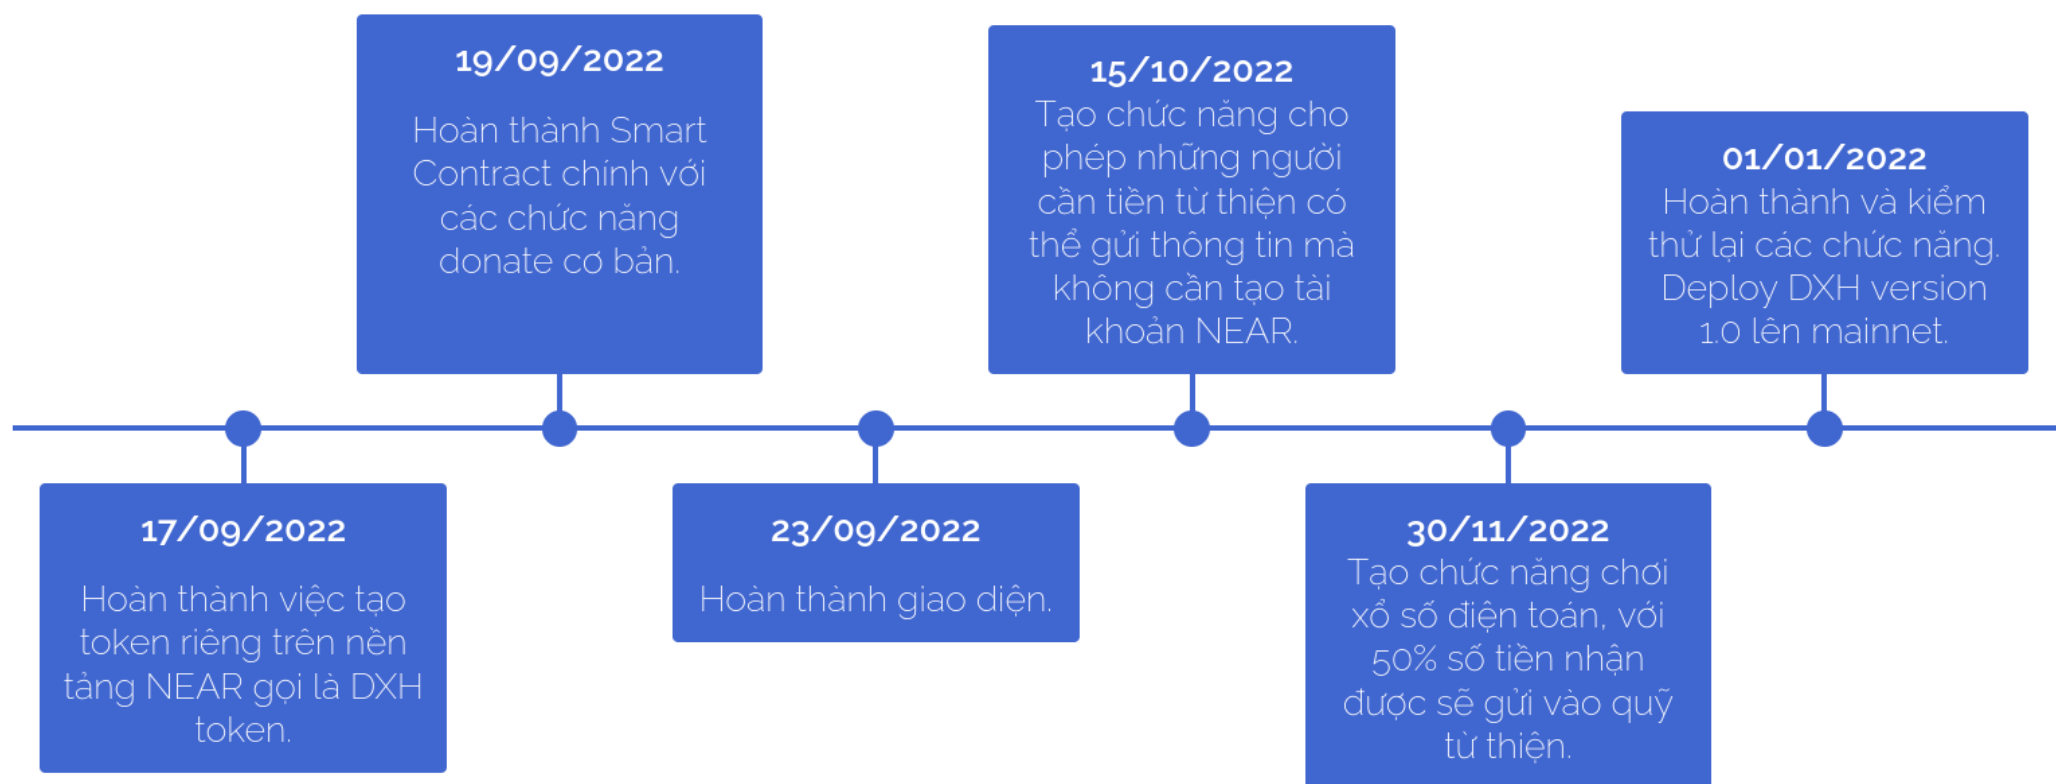 19/09/2022
Hoàn thành Smart
Contract chính với
các chức năng
donate cơ bản.
15/10/2022
Tạo chức năng cho
phép những người
cần tiền từ thiện có
thể gửi thông tin mà
không cần tạo tài
khoản NEAR.
01/01/2022
Hoàn thành và kiểm
thử lại các chức năng.
Deploy DXH version
1.0 lên mainnet.
17/09/2022
Hoàn thành việc tạo
token riêng trên nền
tảng NEAR gọi là DXH
token.
23/09/2022
Hoàn thành giao diện.
30/11/2022
Tạo chức năng chơi
xổ số điện toán, với
50% số tiền nhận
được sẽ gửi vào quỹ
từ thiện.